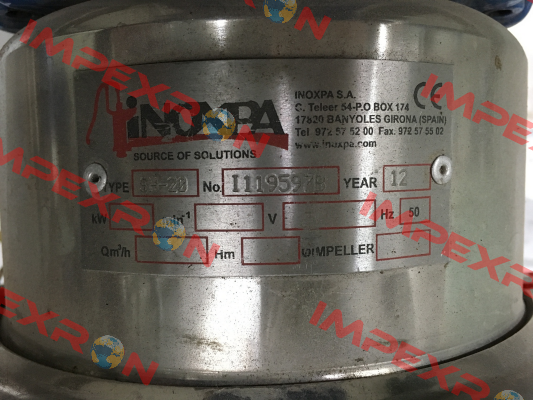 INOXPA
SOURCE OF SOLUTIONS
INOXPA S.A.
C. Teleer 54-P.O BOX 174
17820 BANYOLES GIRONA (SPAIN)
Tel. 972 57 52 00 Fax. 972 57 55 02
www.inoxpa.com
CE
TYPE No. YEAR 12
kW V Hz 50
Qm³/h Hm IMPELLER
IMPEXRON
IMPEXRON
IMPEXRON
IMPEXRON
IMPEXRON